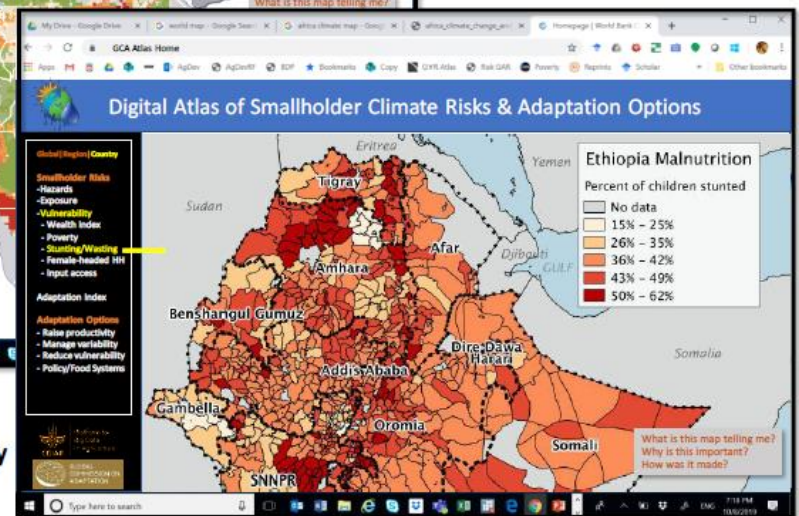 What is this map telling me?
My Drive - Google Drive
world map - Google Sear
africa climate map - Googl
africa_climate_change_and
Homepage | World Bank
GCA Atlas Home
Apps
AgDev
AgDevRF
RDF
Bookmarks
Copy
GYR Atlas
Risk GAR
Poverty
Reprints
Scholar
Other bookmarks
Digital Atlas of Smallholder Climate Risks & Adaptation Options
Global|Region|Country
Smallholder Risks
-Hazards
-Exposure
-Vulnerability
- Wealth Index
- Poverty
- Stunting/Wasting
- Female-headed HH
- Input access
Adaptation Index
Adaptation Options
- Raise productivity
- Manage variability
- Reduce vulnerability
- Policy/Food Systems
GLOBAL
COMMISSION ON
ADAPTATION
Eritrea
Yemen
Tigray
Sudan
Afar
Djibouti
GULF
Amhara
Benshangul Gumuz
Dire Dawa
Harari
Somalia
Addis Ababa
Gambella
Oromia
Somali
SNNPR
Ethiopia Malnutrition
Percent of children stunted
No data
15% - 25%
26% - 35%
36% - 42%
43% - 49%
50% - 62%
What is this map telling me?
Why is this important?
How was it made?
Type here to search
ENG
7:18 PM
10/8/2019